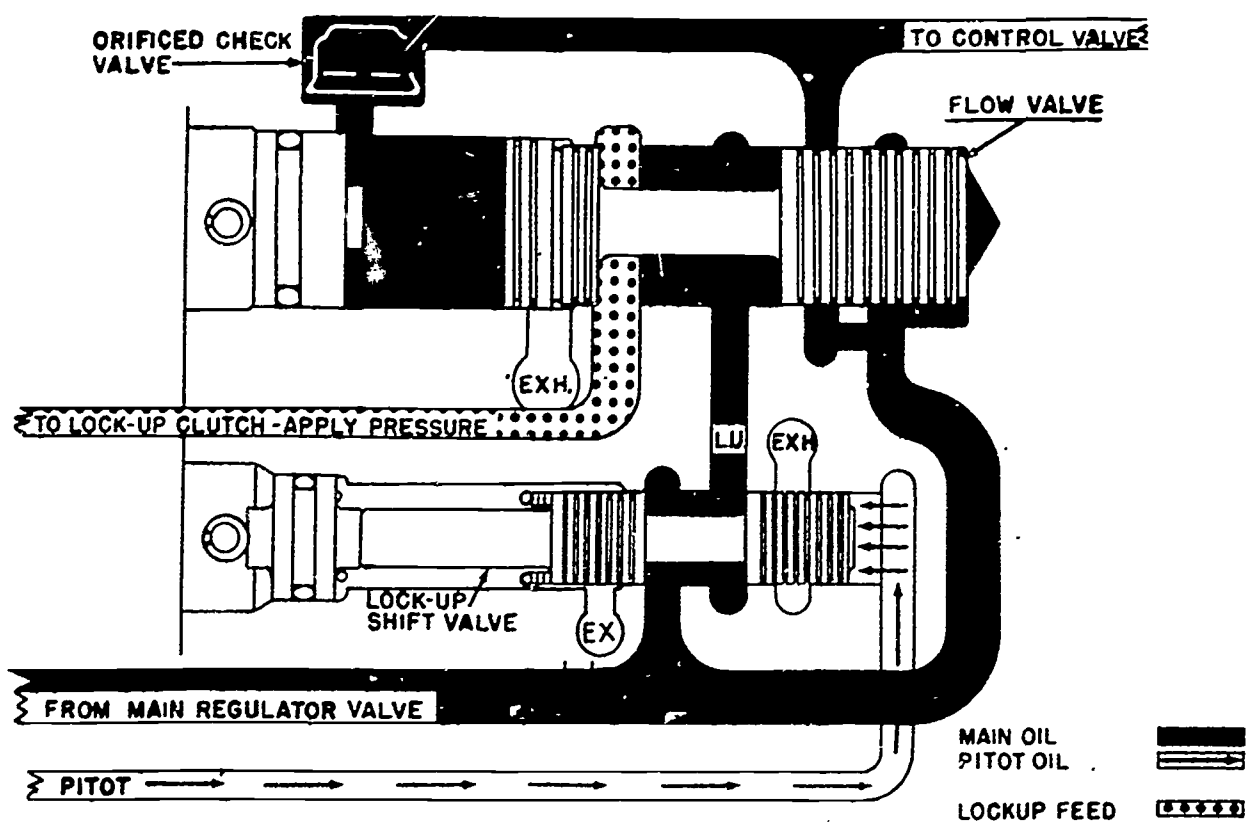 ORIFICED CHECK
VALVE
TO CONTROL VALVE
FLOW VALVE
EXH.
TO LOCK-UP CLUTCH-APPLY PRESSURE
LU
EXH
LOCK-UP
SHIFT VALVE
EX
FROM MAIN REGULATOR VALVE
PITOT
MAIN OIL
PITOT OIL
LOCKUP FEED